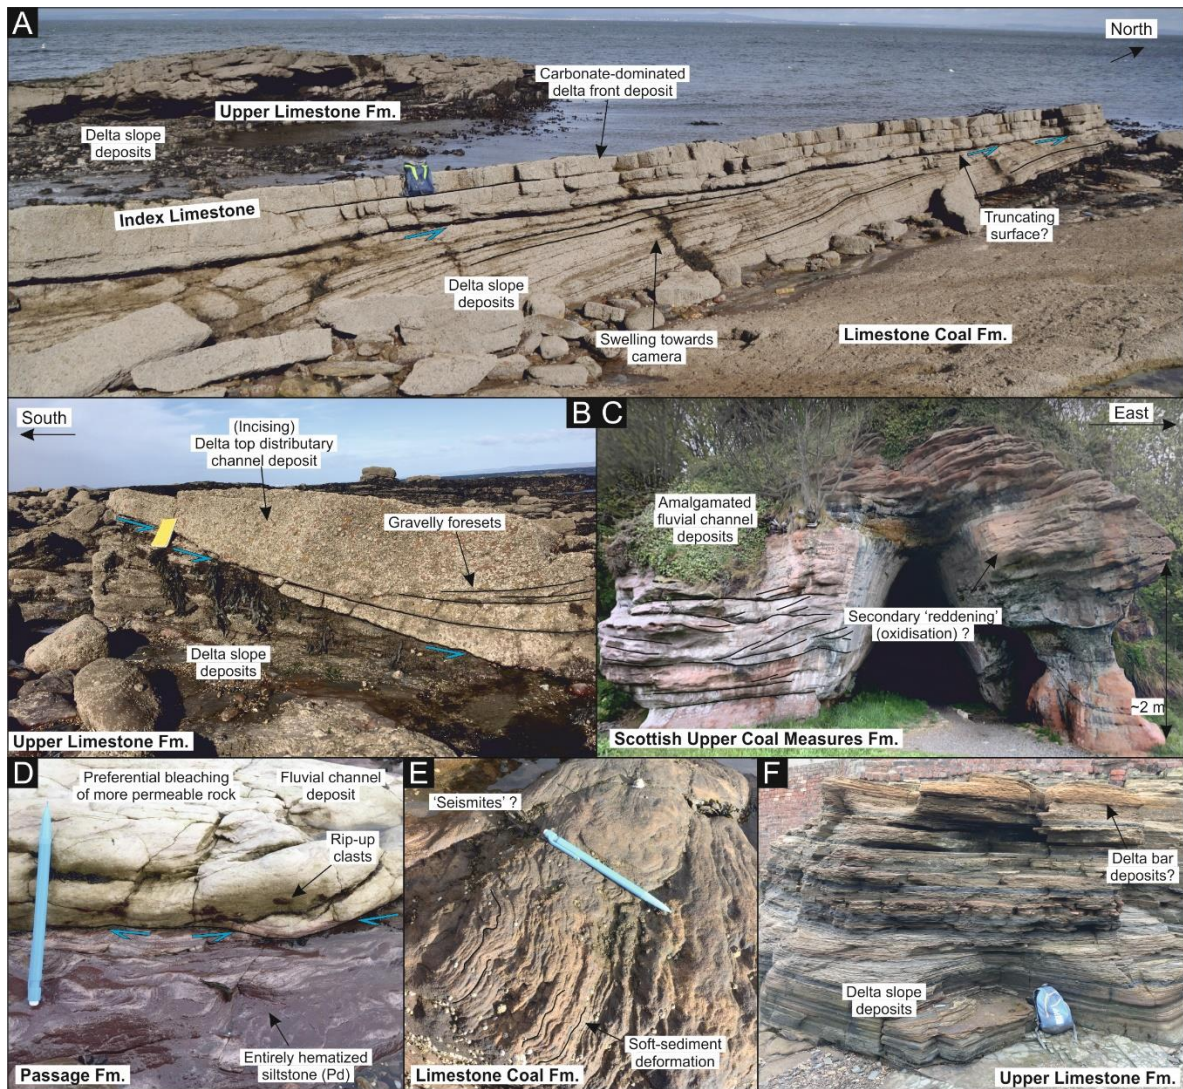 A
North
Carbonate-dominated
delta front deposit
Upper Limestone Fm.
Delta slope
deposits
Index Limestone
Truncating
surface?
Delta slope
deposits
Swelling towards
camera
Limestone Coal Fm.
B
South
(Incising)
Delta top distributary
channel deposit
Gravelly foresets
Delta slope
deposits
Upper Limestone Fm.
C
East
Amalgamated
fluvial channel
deposits
Secondary ‘reddening’
(oxidisation) ?
~2 m
Scottish Upper Coal Measures Fm.
D
Preferential bleaching
of more permeable rock
Fluvial channel
deposit
Rip-up
clasts
Entirely hematized
siltstone (Pd)
Passage Fm.
E
‘Seismites’ ?
Soft-sediment
deformation
Limestone Coal Fm.
F
Delta bar
deposits?
Delta slope
deposits
Upper Limestone Fm.